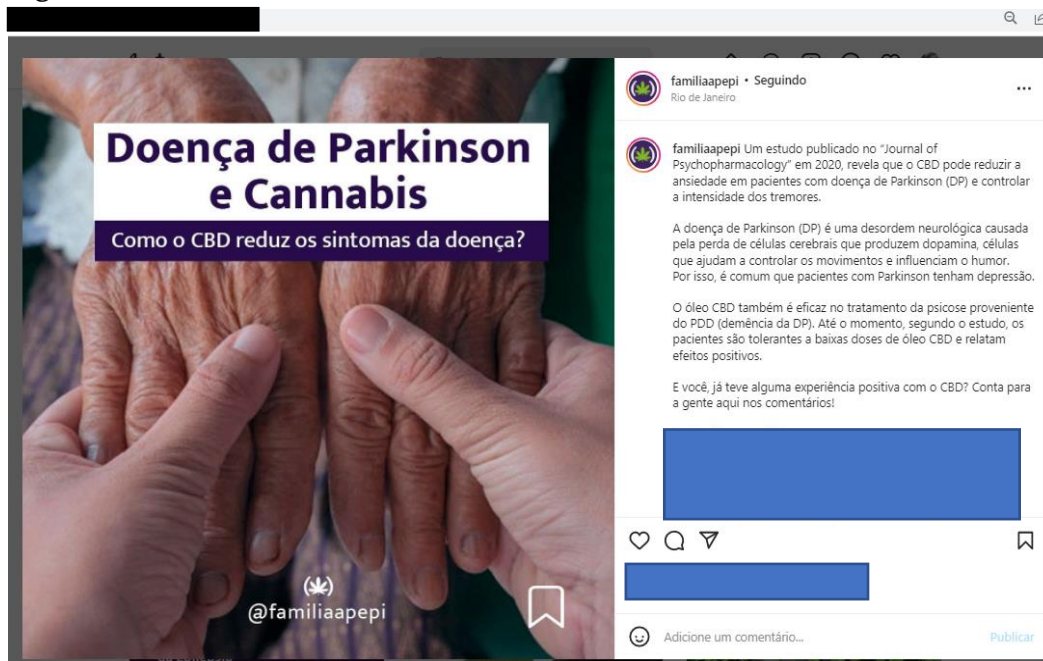 Doença de Parkinson
e Cannabis
Como o CBD reduz os sintomas da doença?
@familiaapepi
familiaapepi • Seguindo
Rio de Janeiro
familiaapepi Um estudo publicado no "Journal of
Psychopharmacology" em 2020, revela que o CBD pode reduzir a
ansiedade em pacientes com doença de Parkinson (DP) e controlar
a intensidade dos tremores.
A doença de Parkinson (DP) é uma desordem neurológica causada
pela perda de células cerebrais que produzem dopamina, células
que ajudam a controlar os movimentos e influenciam o humor.
Por isso, é comum que pacientes com Parkinson tenham depressão.
O óleo CBD também é eficaz no tratamento da psicose proveniente
do PDD (demência da DP). Até o momento, segundo o estudo, os
pacientes são tolerantes a baixas doses de óleo CBD e relatam
efeitos positivos.
E você, já teve alguma experiência positiva com o CBD? Conta para
a gente aqui nos comentários!
Adicione um comentário...
Publicar